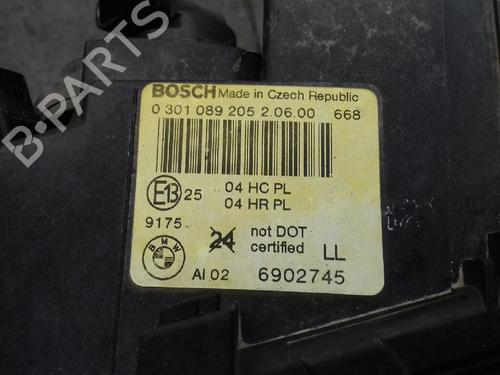 BOSCH Made in Czech Republic
0 301 089 205 2.06.00 668
E13 25 04 HC PL
04 HR PL
9175 24 not DOT
certified LL
BMW
AI 02 6902745
B-PARTS